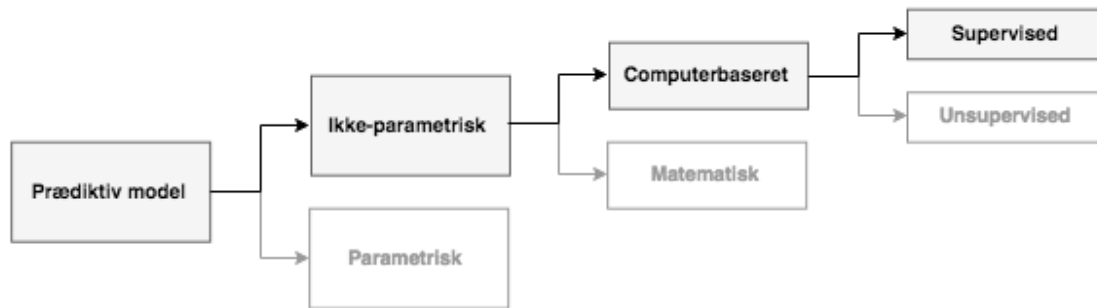 Supervised
Computerbaseret
Unsupervised
Ikke-parametrisk
Matematisk
Prædiktiv model
Parametrisk